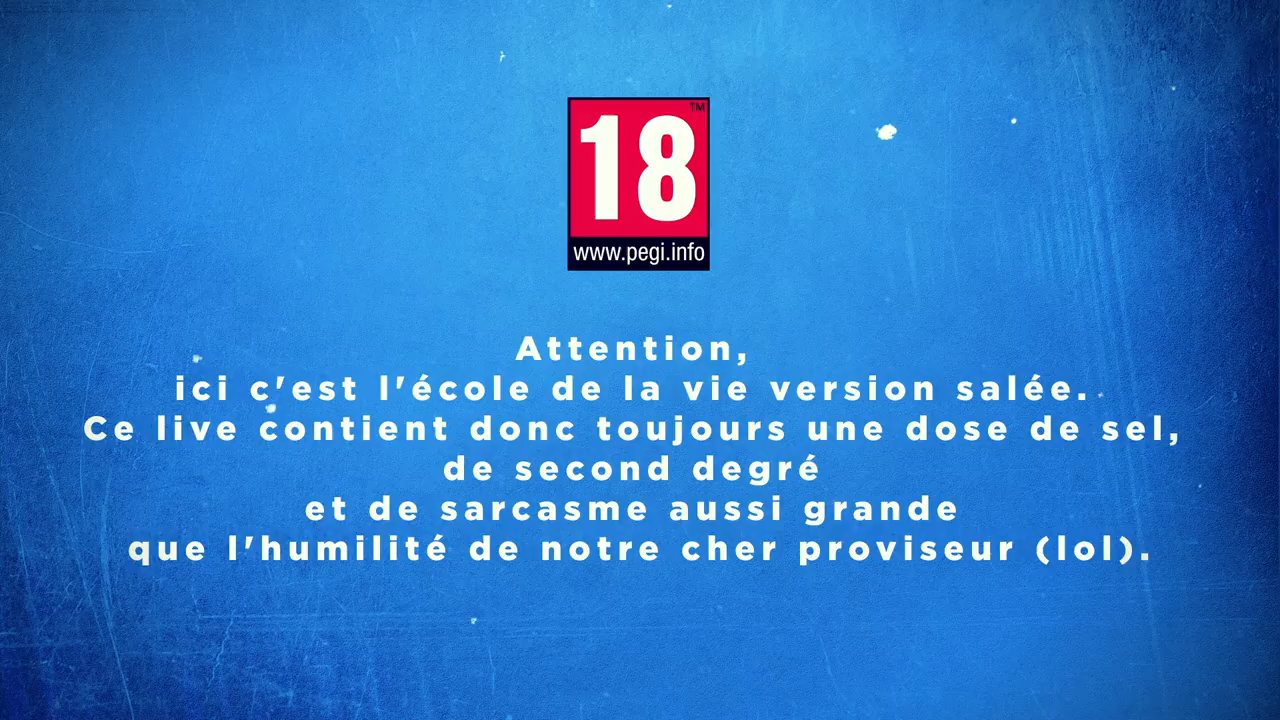 TM
18
www.pegi.info
Attention,
ici c'est l'école de la vie version salée.
Ce live contient donc toujours une dose de sel,
de second degré
et de sarcasme aussi grande
que l'humilité de notre cher proviseur (lol).